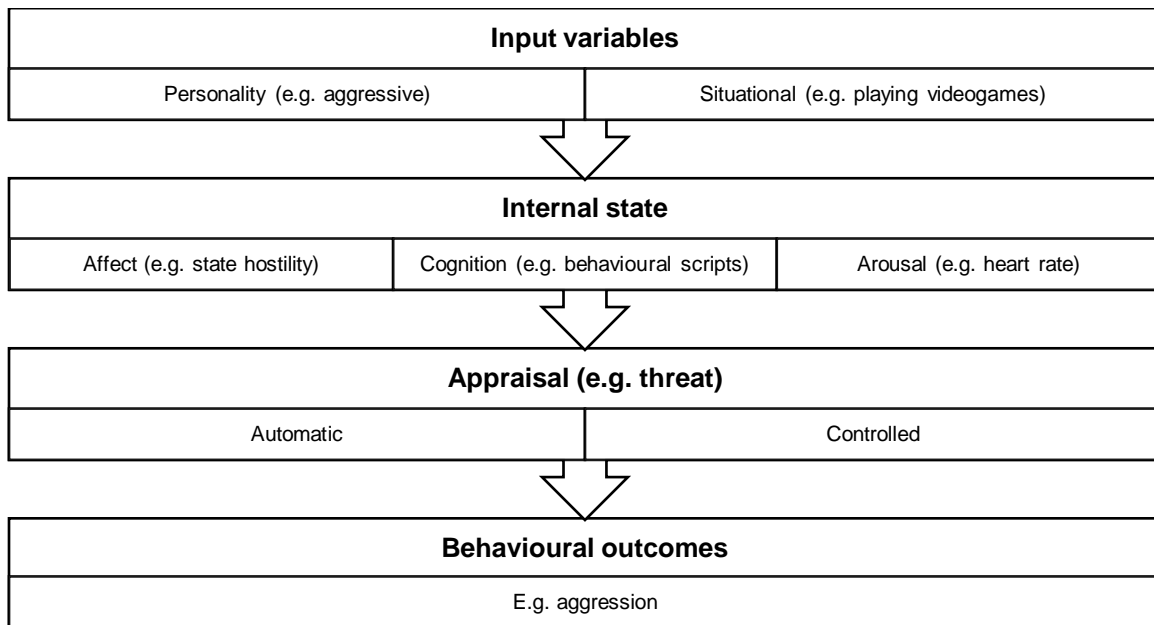 Input variables
Personality (e.g. aggressive)
Situational (e.g. playing videogames)
Internal state
Affect (e.g. state hostility)
Cognition (e.g. behavioural scripts)
Arousal (e.g. heart rate)
Appraisal (e.g. threat)
Automatic
Controlled
Behavioural outcomes
E.g. aggression